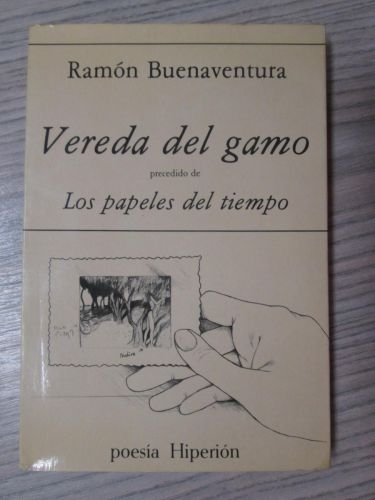 Ramón Buenaventura
Vereda del gamo
precedido de
Los papeles del tiempo
poesía Hiperión